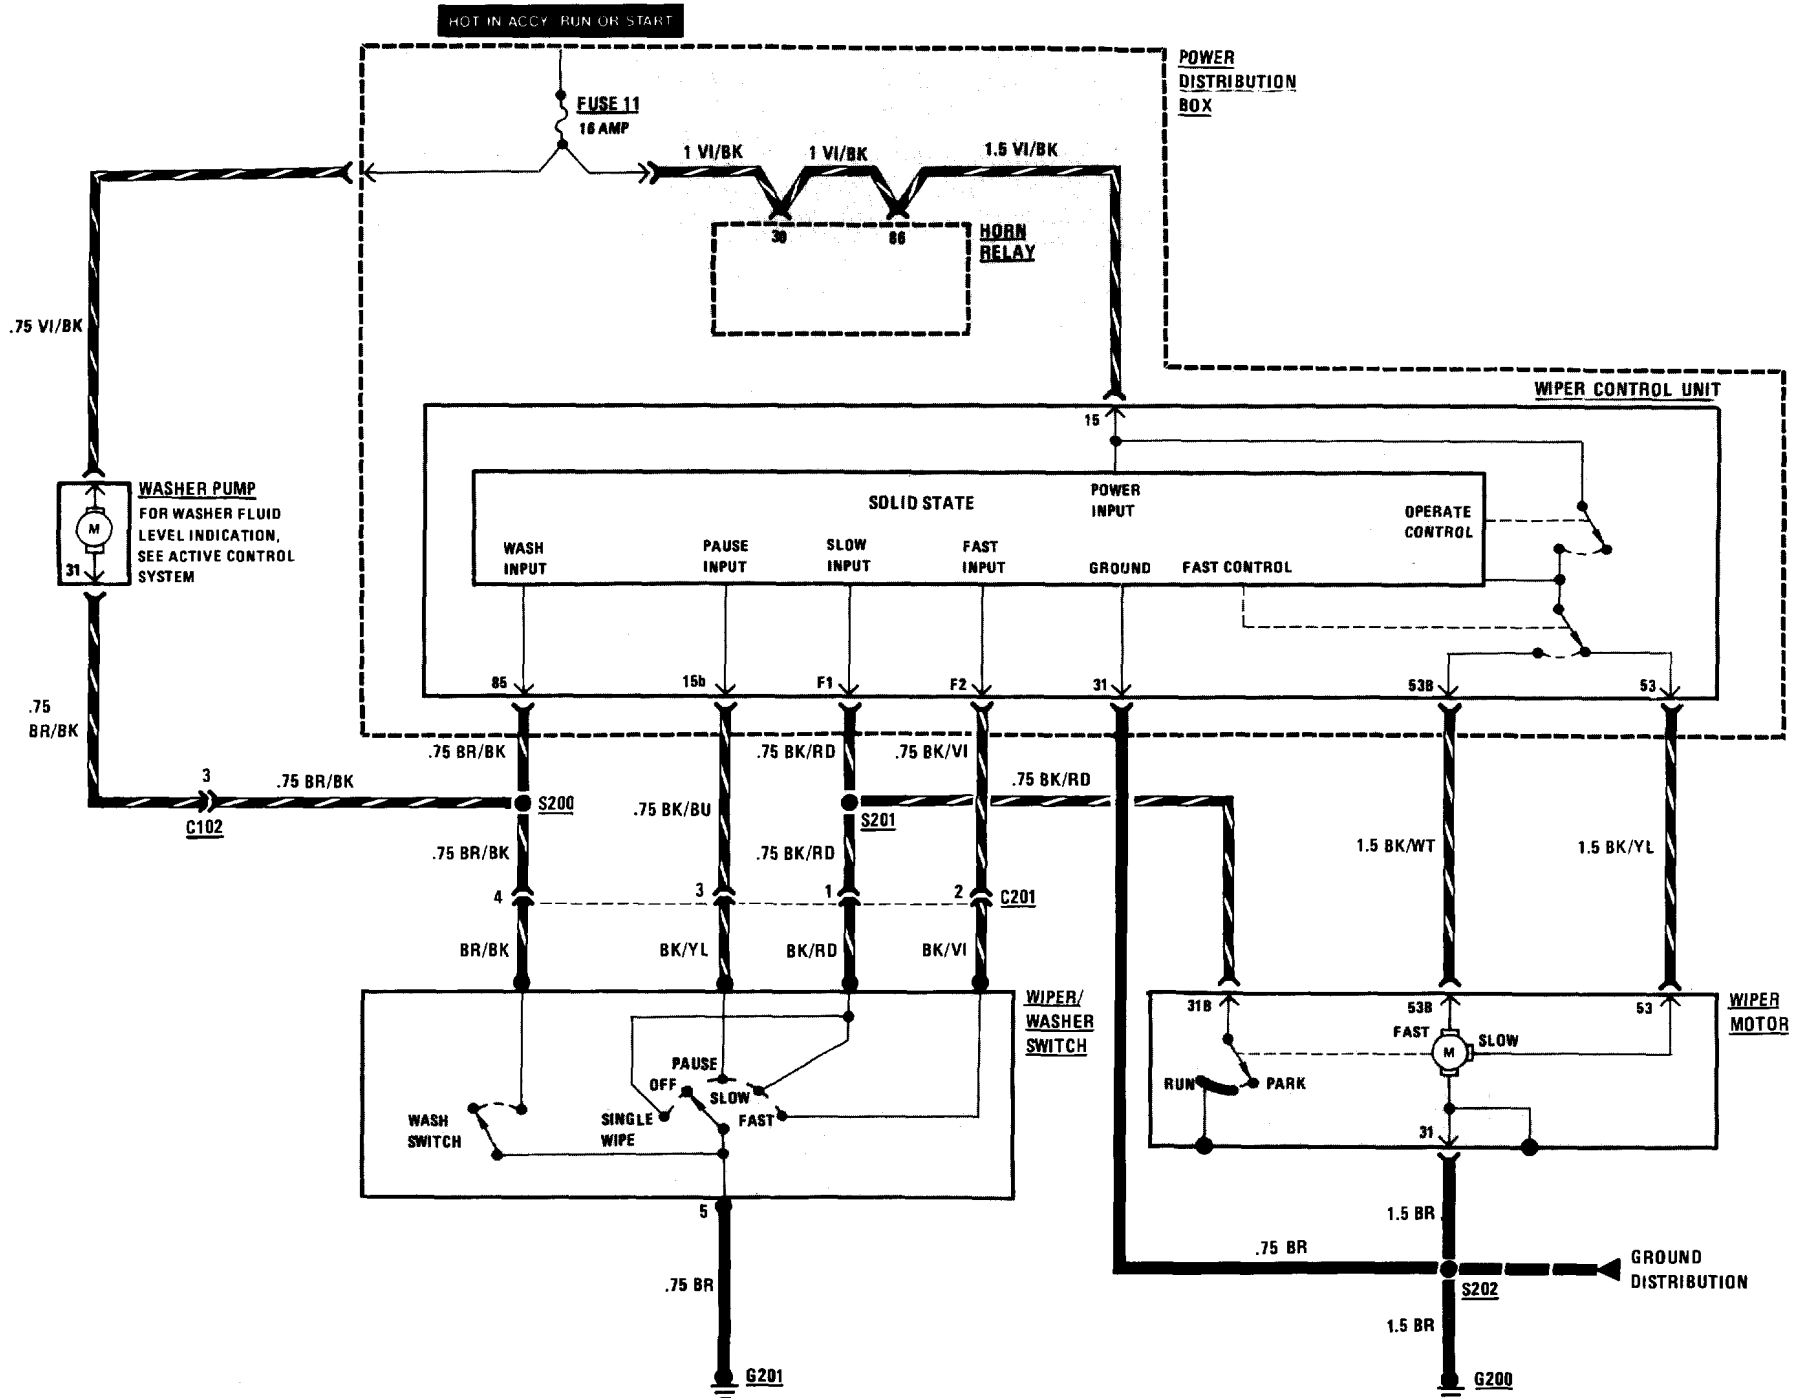 HOT IN ACCY RUN OR START
POWER
DISTRIBUTION
BOX
FUSE 11
16 AMP
1 VI/BK
1 VI/BK
1.5 VI/BK
30
86
HORN
RELAY
.75 VI/BK
WIPER CONTROL UNIT
15
SOLID STATE
POWER
INPUT
OPERATE
CONTROL
WASH
INPUT
PAUSE
INPUT
SLOW
INPUT
FAST
INPUT
GROUND
FAST CONTROL
WASHER PUMP
FOR WASHER FLUID
LEVEL INDICATION,
SEE ACTIVE CONTROL
SYSTEM
M
31
85
15b
F1
F2
31
53B
53
.75
BR/BK
.75 BR/BK
.75 BK/RD
.75 BK/VI
3
.75 BR/BK
C102
S200
.75 BK/BU
S201
.75 BK/RD
.75 BR/BK
.75 BK/RD
1.5 BK/WT
1.5 BK/YL
4
3
1
2
C201
BR/BK
BK/YL
BK/RD
BK/VI
WIPER/
WASHER
SWITCH
PAUSE
OFF
SLOW
SINGLE
WIPE
FAST
WASH
SWITCH
5
31B
53B
53
WIPER
MOTOR
FAST
M
SLOW
RUN
PARK
31
.75 BR
G201
1.5 BR
.75 BR
S202
GROUND
DISTRIBUTION
1.5 BR
G200